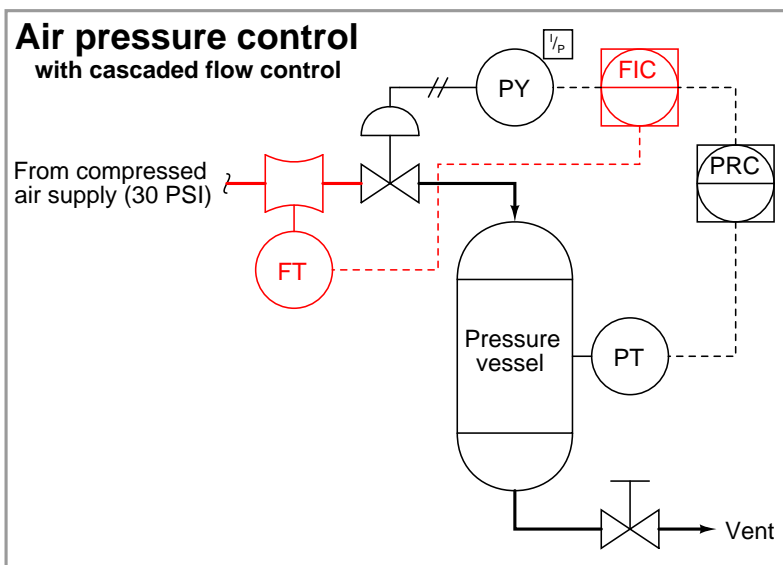 Air pressure control
with cascaded flow control
I/P
PY
FIC
PRC
From compressed
air supply (30 PSI)
FT
Pressure
vessel
PT
Vent